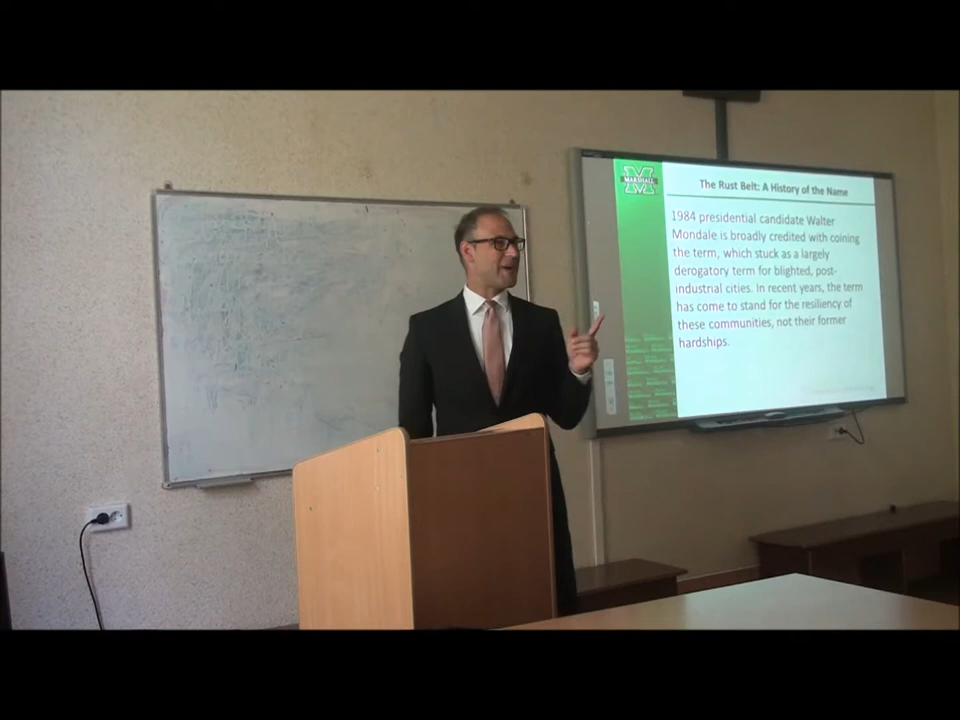 MARSHALL
The Rust Belt: A History of the Name
1984 presidential candidate Walter
Mondale is broadly credited with coining
the term, which stuck as a largely
derogatory term for blighted, post-
industrial cities. In recent years, the term
has come to stand for the resiliency of
these communities, not their former
hardships.